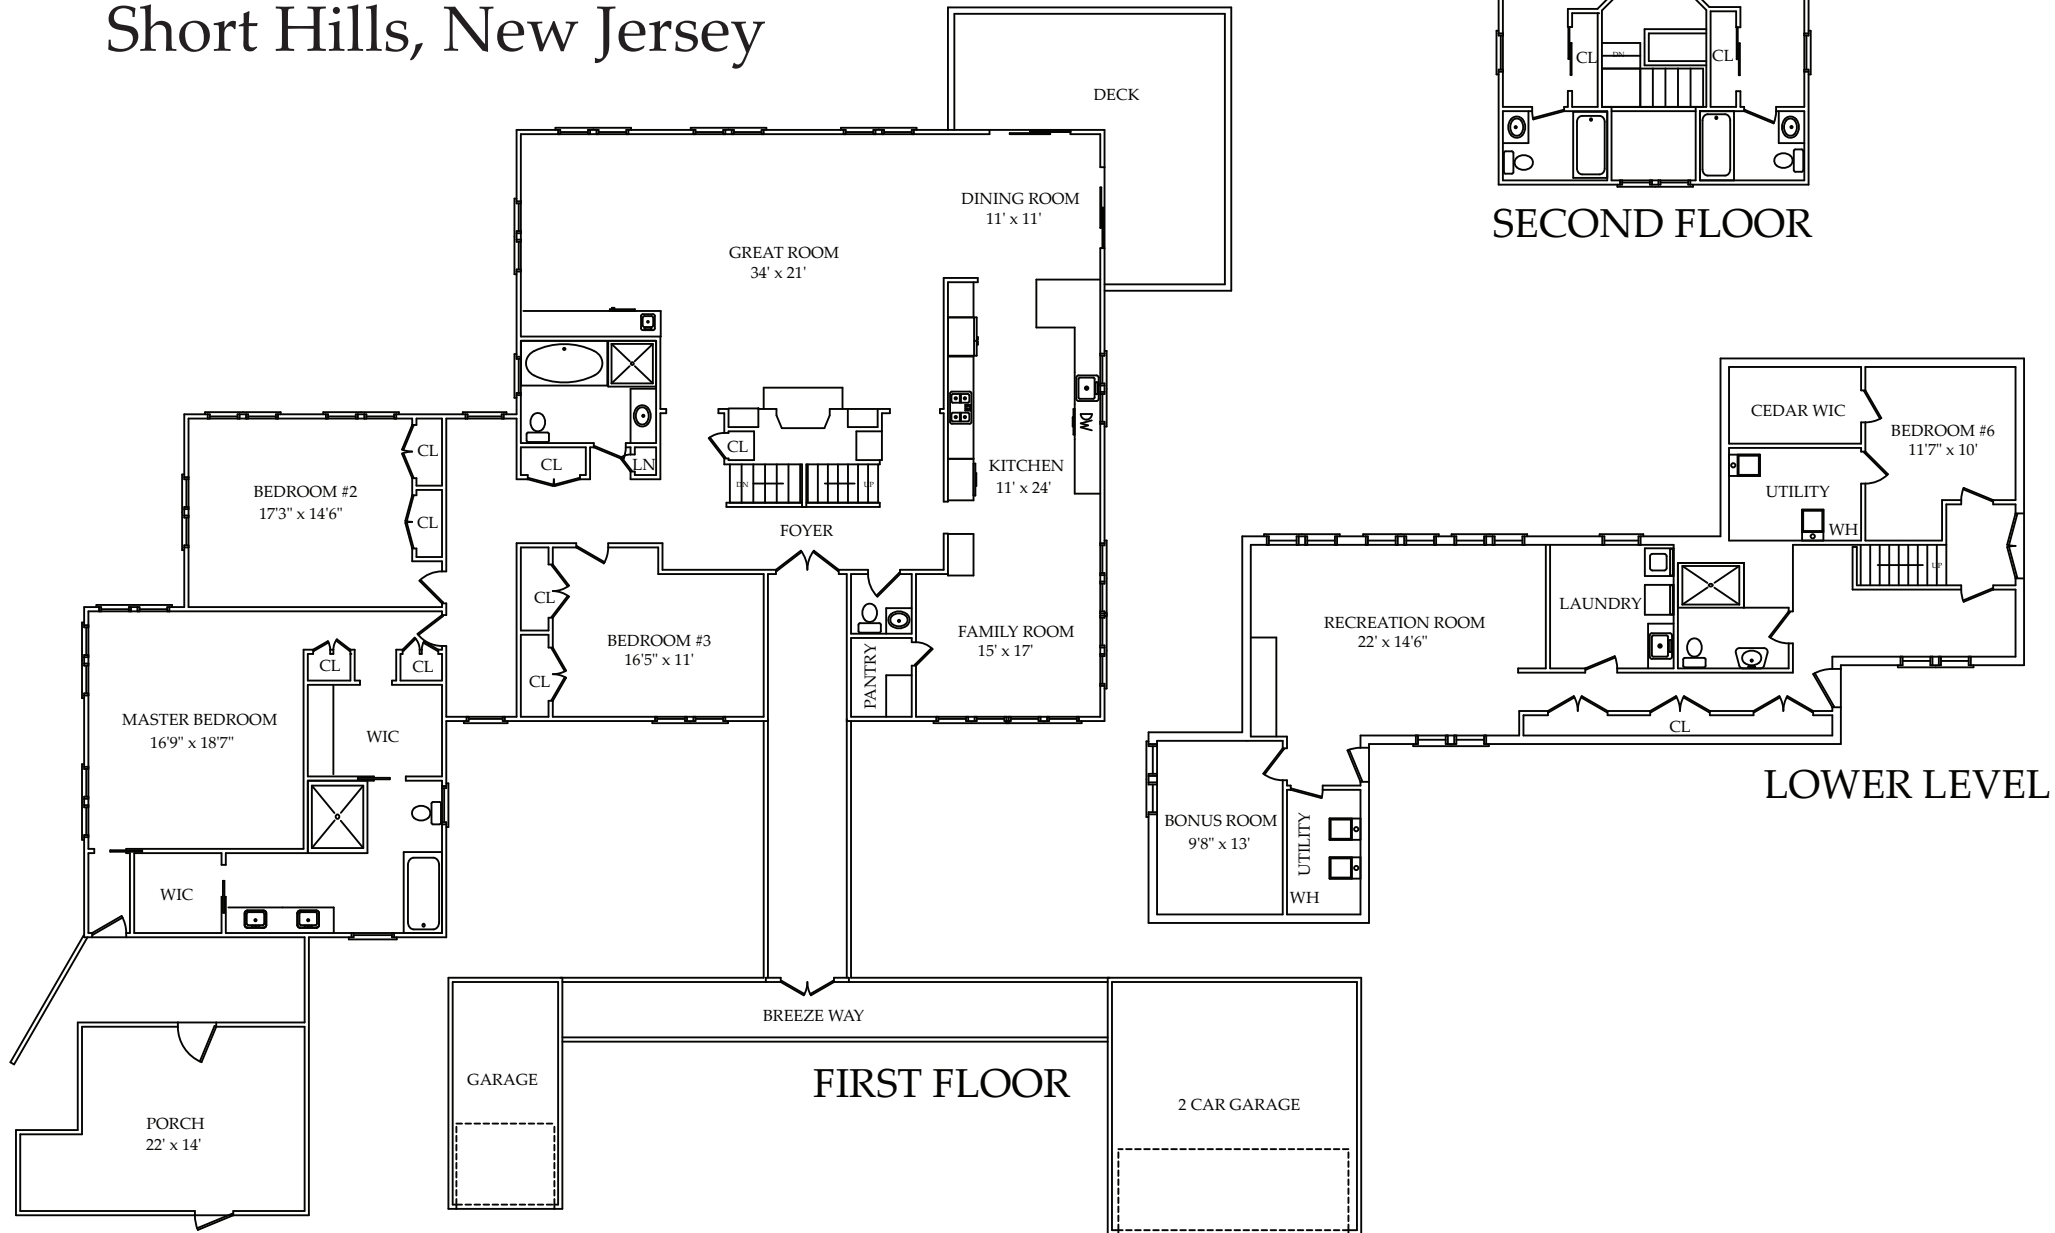 Short Hills, New Jersey
DECK
CL
DN
CL
SECOND FLOOR
DINING ROOM
11' x 11'
GREAT ROOM
34' x 21'
CL
CL
LN
CL
DN
UP
DW
KITCHEN
11' x 24'
FOYER
BEDROOM #2
17'3" x 14'6"
CL
CL
CL
BEDROOM #3
16'5" x 11'
CL
FAMILY ROOM
15' x 17'
PANTRY
CL
CL
MASTER BEDROOM
16'9" x 18'7"
WIC
WIC
BREEZE WAY
GARAGE
FIRST FLOOR
2 CAR GARAGE
PORCH
22' x 14'
CEDAR WIC
BEDROOM #6
11'7" x 10'
UTILITY
WH
UP
LAUNDRY
RECREATION ROOM
22' x 14'6"
CL
LOWER LEVEL
BONUS ROOM
9'8" x 13'
UTILITY
WH